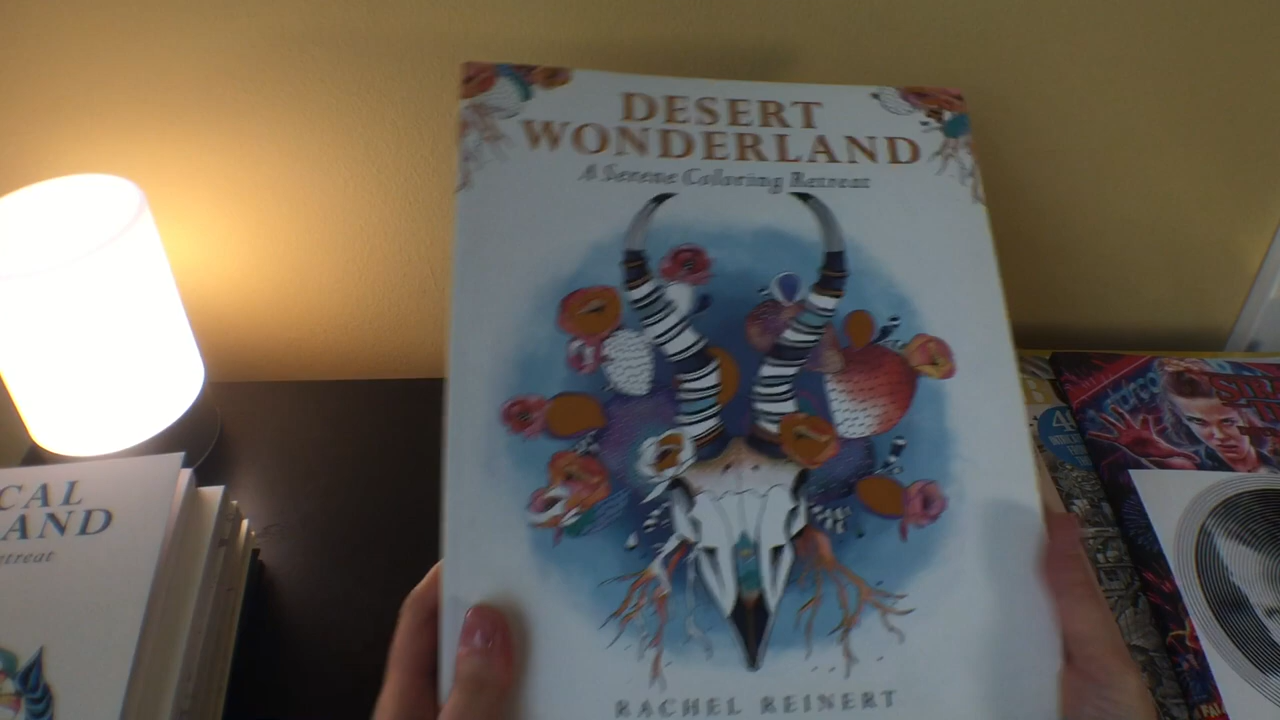 DESERT
WONDERLAND
A Serene Coloring Retreat
RACHEL REINERT
CAL
AND
etreat